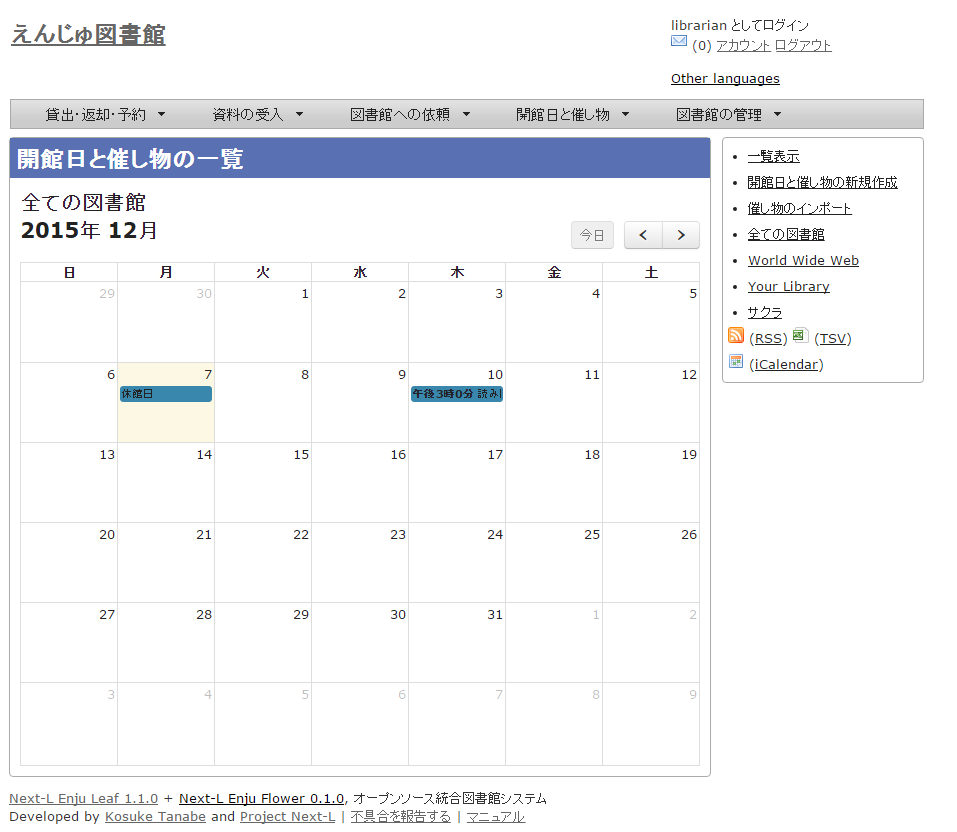 えんじゅ図書館
librarian としてログイン
(0) アカウント ログアウト
Other languages
貸出・返却・予約 資料の受入 図書館への依頼 開館日と催し物 図書館の管理
開館日と催し物の一覧
全ての図書館
2015年 12月
今日
日 月 火 水 木 金 土
29 30 1 2 3 4 5
6 7 8 9 10 11 12
休館日 午後3時0分 読み
13 14 15 16 17 18 19
20 21 22 23 24 25 26
27 28 29 30 31 1 2
3 4 5 6 7 8 9
一覧表示
開館日と催し物の新規作成
催し物のインポート
全ての図書館
World Wide Web
Your Library
サクラ
(RSS) (TSV)
(iCalendar)
Next-L Enju Leaf 1.1.0 + Next-L Enju Flower 0.1.0, オープンソース統合図書館システム
Developed by Kosuke Tanabe and Project Next-L | 不具合を報告する | マニュアル